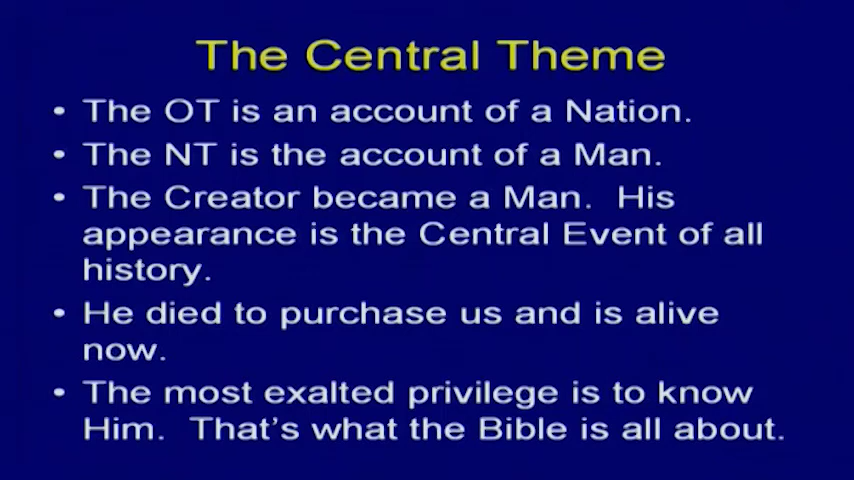 The Central Theme
• The OT is an account of a Nation.
• The NT is the account of a Man.
• The Creator became a Man.  His
appearance is the Central Event of all
history.
• He died to purchase us and is alive
now.
• The most exalted privilege is to know
Him.  That's what the Bible is all about.